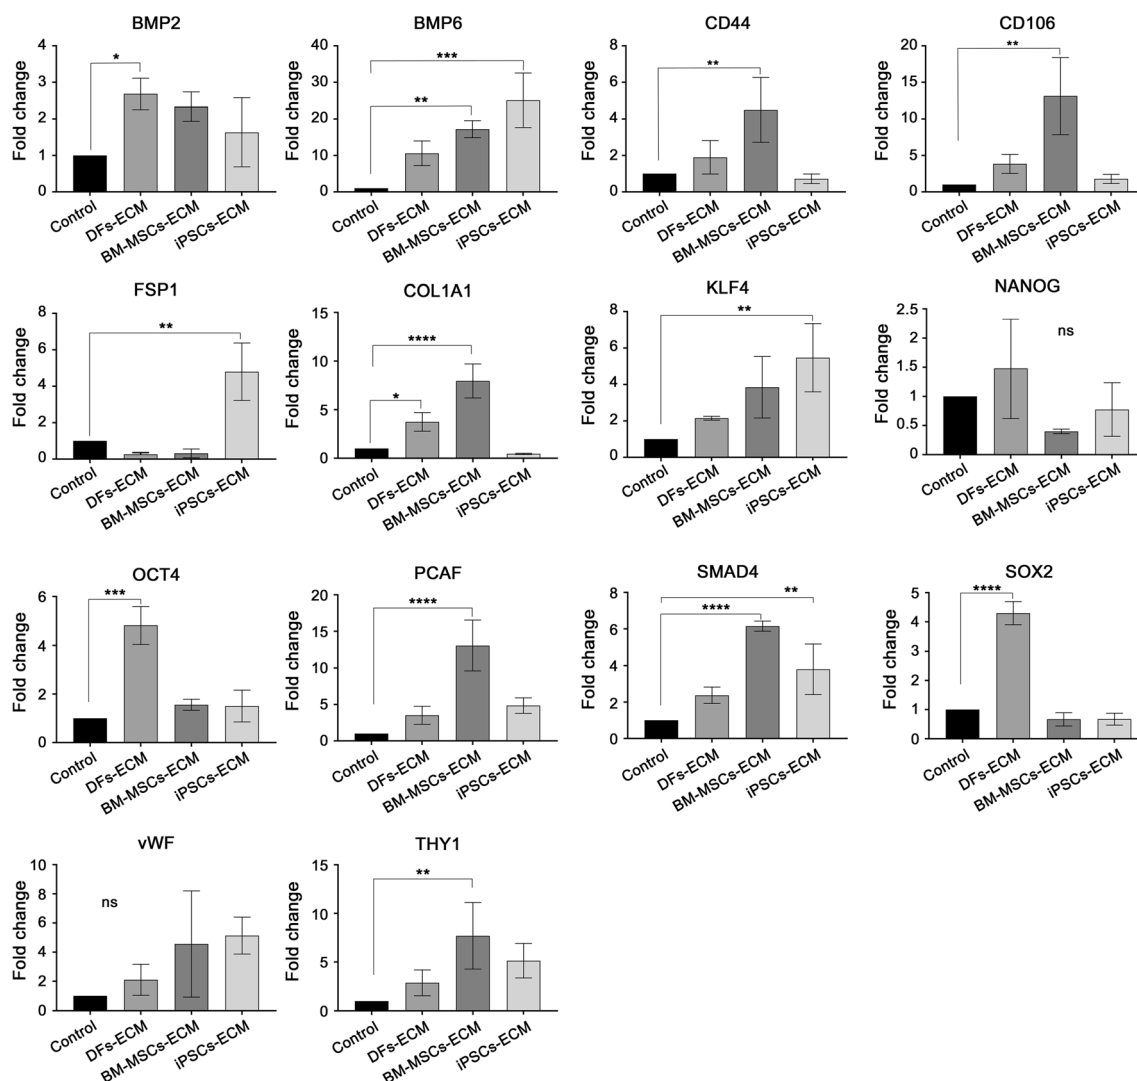 BMP2
Fold change
4
3
2
1
0
*
Control
DFs-ECM
BM-MSCs-ECM
iPSCs-ECM
BMP6
Fold change
40
30
20
10
0
***
**
Control
DFs-ECM
BM-MSCs-ECM
iPSCs-ECM
CD44
Fold change
8
6
4
2
0
**
Control
DFs-ECM
BM-MSCs-ECM
iPSCs-ECM
CD106
Fold change
20
15
10
5
0
**
Control
DFs-ECM
BM-MSCs-ECM
iPSCs-ECM
FSP1
Fold change
8
6
4
2
0
**
Control
DFs-ECM
BM-MSCs-ECM
iPSCs-ECM
COL1A1
Fold change
15
10
5
0
****
*
Control
DFs-ECM
BM-MSCs-ECM
iPSCs-ECM
KLF4
Fold change
8
6
4
2
0
**
Control
DFs-ECM
BM-MSCs-ECM
iPSCs-ECM
NANOG
Fold change
2.5
2
1.5
1
0.5
0
ns
Control
DFs-ECM
BM-MSCs-ECM
iPSCs-ECM
OCT4
Fold change
6
4
2
0
***
Control
DFs-ECM
BM-MSCs-ECM
iPSCs-ECM
PCAF
Fold change
20
15
10
5
0
****
Control
DFs-ECM
BM-MSCs-ECM
iPSCs-ECM
SMAD4
Fold change
8
6
4
2
0
**
****
Control
DFs-ECM
BM-MSCs-ECM
iPSCs-ECM
SOX2
Fold change
5
4
3
2
1
0
****
Control
DFs-ECM
BM-MSCs-ECM
iPSCs-ECM
vWF
Fold change
10
8
6
4
2
0
ns
Control
DFs-ECM
BM-MSCs-ECM
iPSCs-ECM
THY1
Fold change
15
10
5
0
**
Control
DFs-ECM
BM-MSCs-ECM
iPSCs-ECM